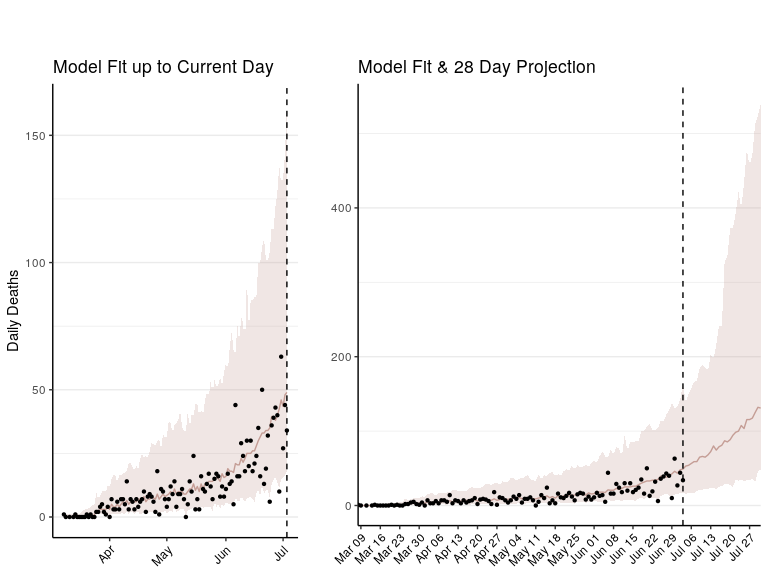 Model Fit up to Current Day
Model Fit & 28 Day Projection
Daily Deaths
150
100
50
0
Apr
May
Jun
Jul
400
200
0
Mar 09
Mar 16
Mar 23
Mar 30
Apr 06
Apr 13
Apr 20
Apr 27
May 04
May 11
May 18
May 25
Jun 01
Jun 08
Jun 15
Jun 22
Jun 29
Jul 06
Jul 13
Jul 20
Jul 27